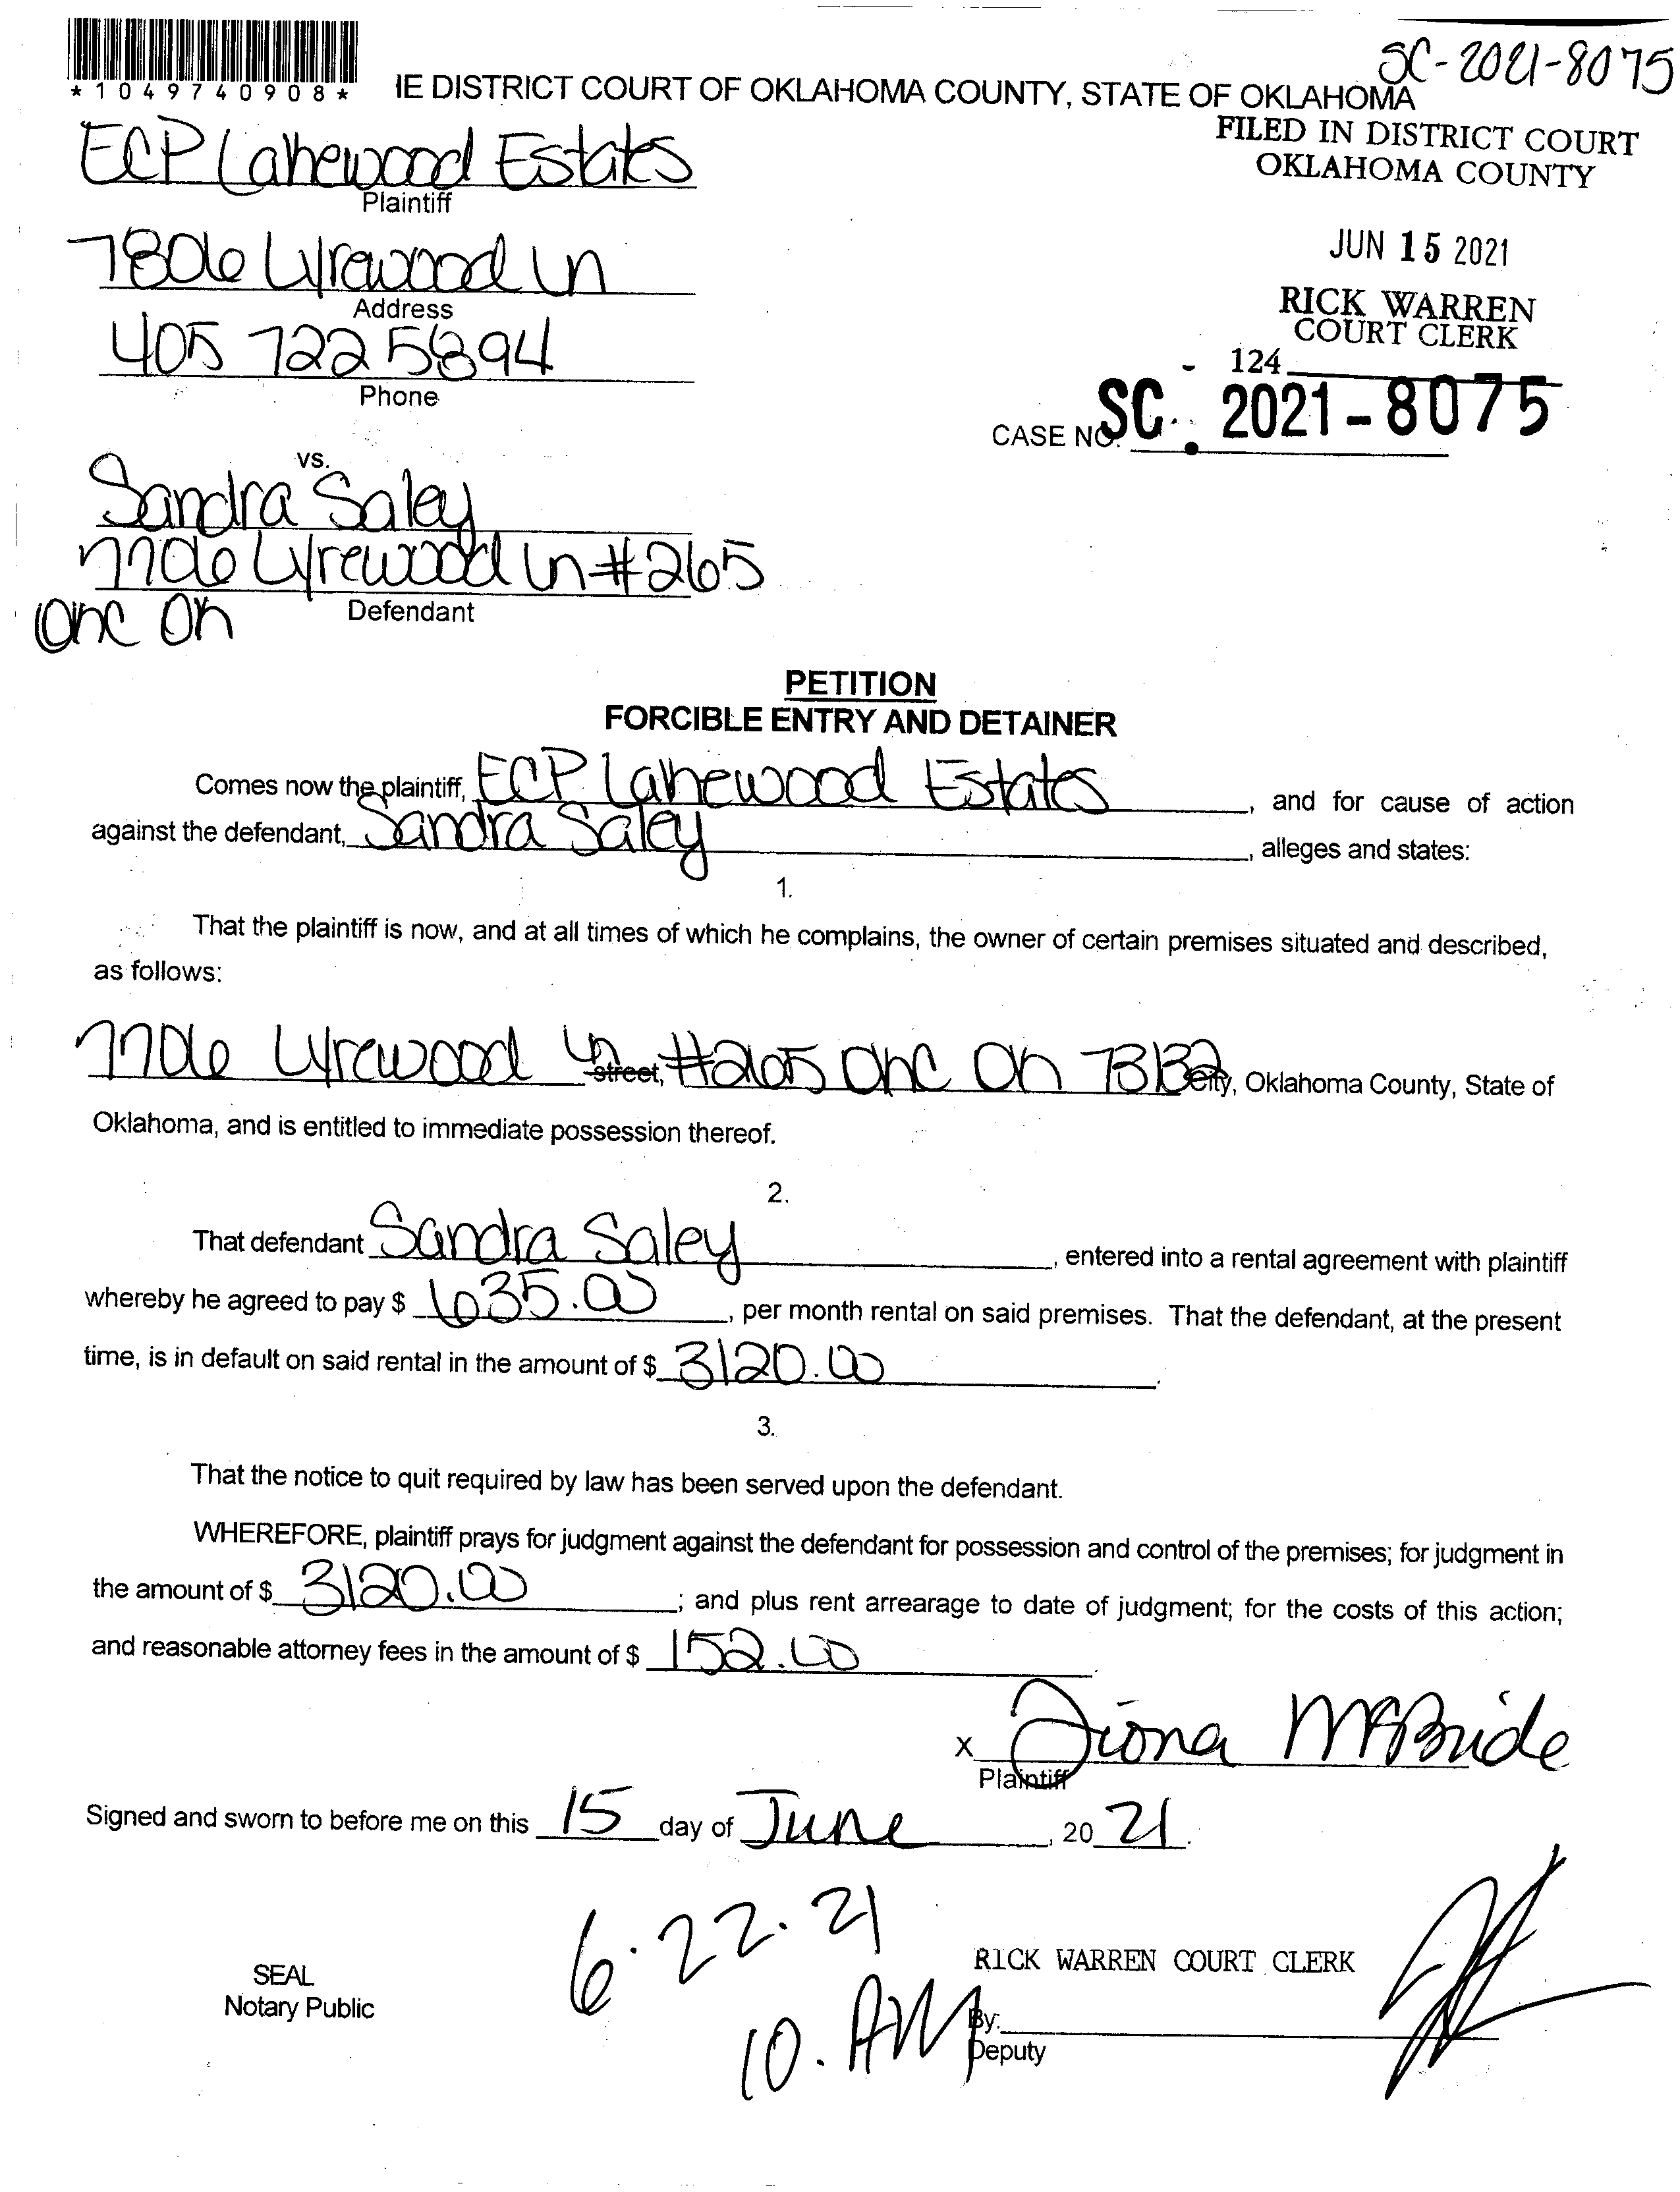 SC-2021-8075
*1049740908*
IE DISTRICT COURT OF OKLAHOMA COUNTY, STATE OF OKLAHOMA
FILED IN DISTRICT COURT
OKLAHOMA COUNTY
ECP Lakewood Estates
Plaintiff
7806 Lyrewood Ln
Address
405 722 5894
Phone
JUN 15 2021
RICK WARREN
COURT CLERK
124
CASE NO. SC. 2021-8075
vs.
Sandra Saley
7706 Lyrewood Ln #265
Defendant
OKC OK
PETITION
FORCIBLE ENTRY AND DETAINER
Comes now the plaintiff, ECP Lakewood Estates, and for cause of action
against the defendant, Sandra Saley, alleges and states:
1.
That the plaintiff is now, and at all times of which he complains, the owner of certain premises situated and described,
as follows:
7706 Lyrewood Ln street, #265 OKC OK 73132 city, Oklahoma County, State of
Oklahoma, and is entitled to immediate possession thereof.
2.
That defendant Sandra Saley, entered into a rental agreement with plaintiff
whereby he agreed to pay $ 635.00, per month rental on said premises. That the defendant, at the present
time, is in default on said rental in the amount of $ 3120.00.
3.
That the notice to quit required by law has been served upon the defendant.
WHEREFORE, plaintiff prays for judgment against the defendant for possession and control of the premises; for judgment in
the amount of $ 3120.00; and plus rent arrearage to date of judgment; for the costs of this action;
and reasonable attorney fees in the amount of $ 152.00.
x Fiona McBride
Plaintiff
Signed and sworn to before me on this 15 day of June, 20 21.
6.22.21
10. AM
SEAL
Notary Public
RICK WARREN COURT CLERK
By:
Deputy